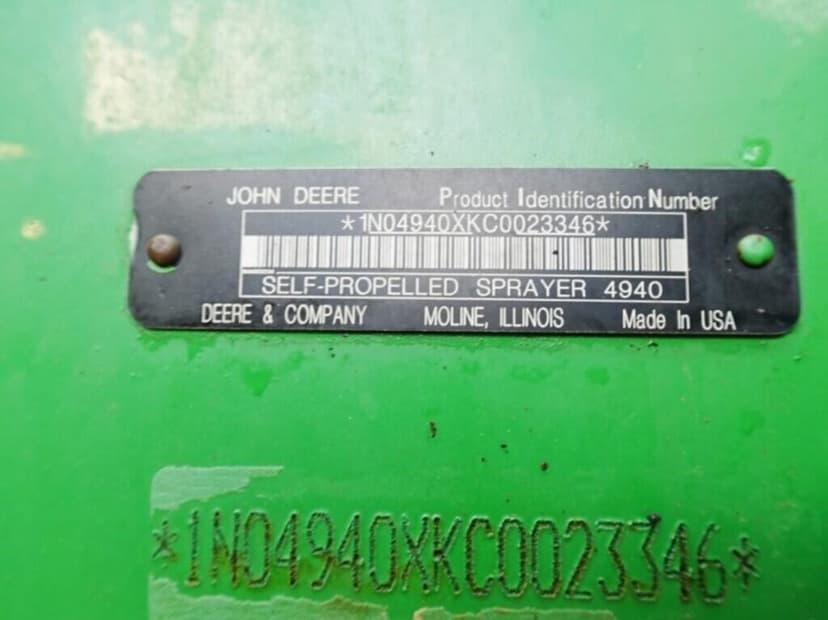 JOHN DEERE Product Identification Number
*1N04940XKC0023346*
SELF-PROPELLED SPRAYER 4940
DEERE & COMPANY MOLINE, ILLINOIS Made In USA
*1N04940XKC0023346*